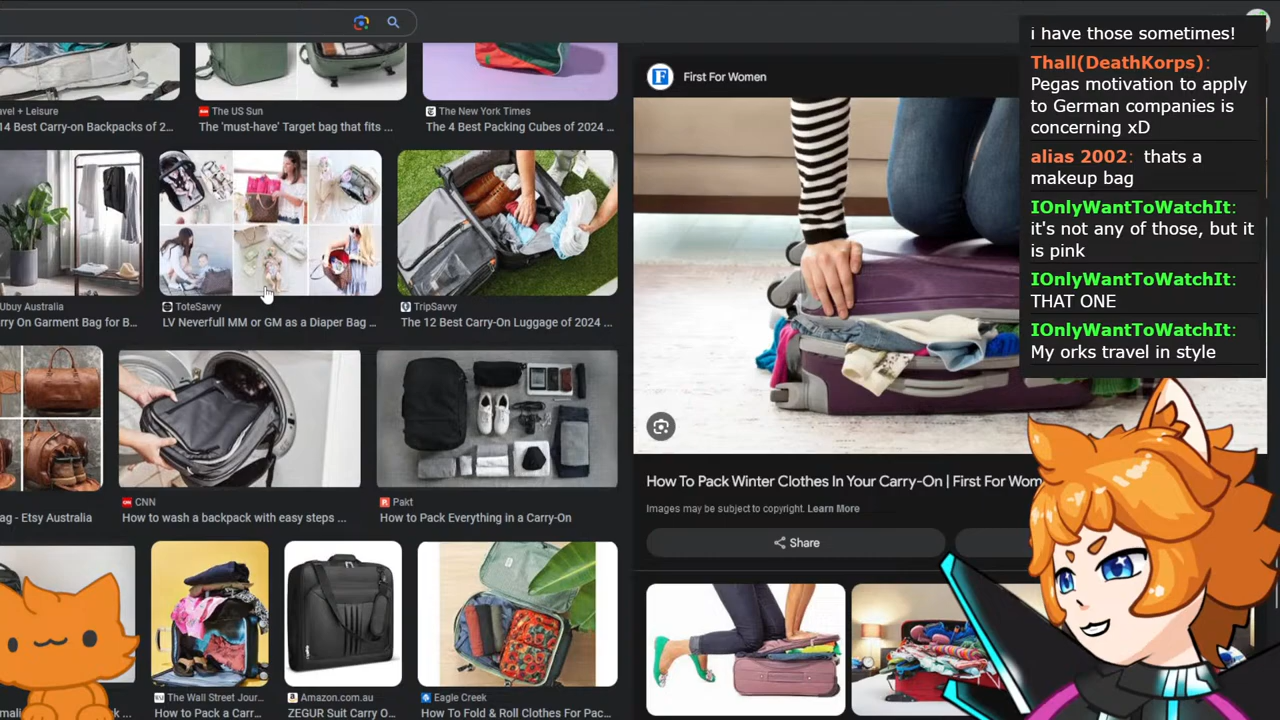 avel + Leisure
14 Best Carry-on Backpacks of 2...
The US Sun
The 'must-have' Target bag that fits ...
The New York Times
The 4 Best Packing Cubes of 2024 ...
Ubuy Australia
rry On Garment Bag for B...
ToteSavvy
LV Neverfull MM or GM as a Diaper Bag ...
TripSavvy
The 12 Best Carry-On Luggage of 2024 ...
ag - Etsy Australia
CNN
How to wash a backpack with easy steps ...
Pakt
How to Pack Everything in a Carry-On
The Wall Street Jour...
How to Pack a Carr...
Amazon.com.au
ZEGUR Suit Carry O...
Eagle Creek
How To Fold & Roll Clothes For Pac...
First For Women
How To Pack Winter Clothes In Your Carry-On | First For Wom
Images may be subject to copyright. Learn More
Share
i have those sometimes!
Thall(DeathKorps):
Pegas motivation to apply
to German companies is
concerning xD
alias 2002: thats a
makeup bag
IOnlyWantToWatchIt:
it's not any of those, but it
is pink
IOnlyWantToWatchIt:
THAT ONE
IOnlyWantToWatchIt:
My orks travel in style